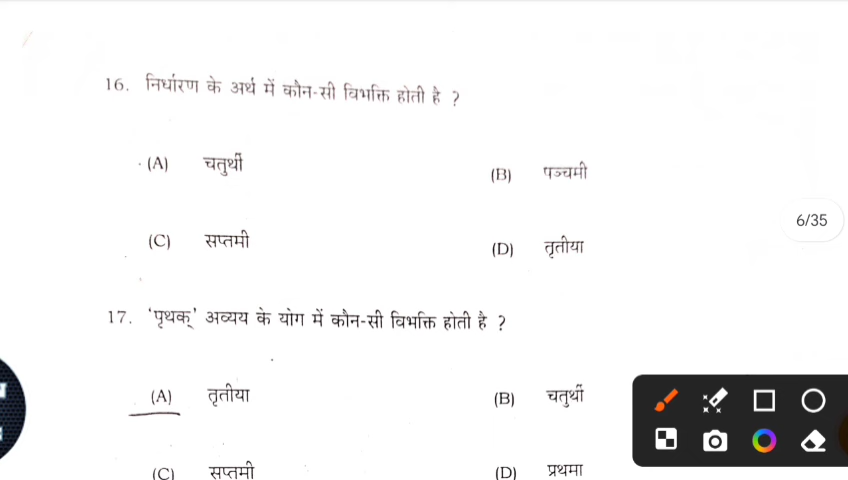 16. निर्धारण के अर्थ में कौन-सी विभक्ति होती है ?
(A) चतुर्थी
(B) पञ्चमी
(C) सप्तमी
(D) तृतीया
6/35
17. 'पृथक्' अव्यय के योग में कौन-सी विभक्ति होती है ?
(A) तृतीया
(B) चतुर्थी
(C) सप्तमी
(D) प्रथमा